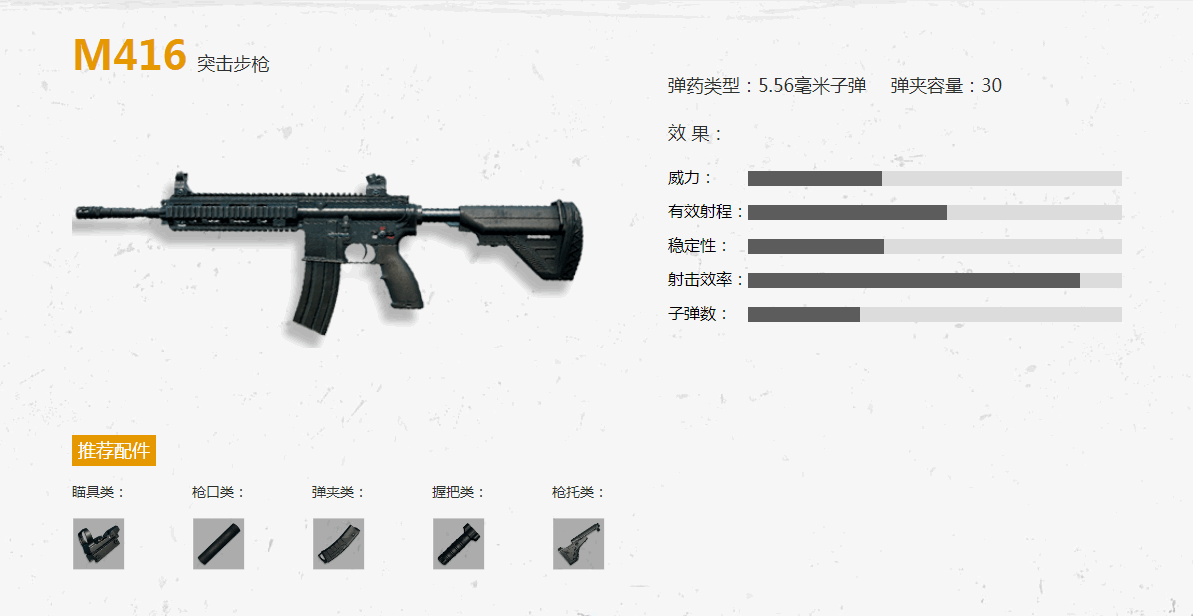 M416 突击步枪
弹药类型：5.56毫米子弹 弹夹容量：30
效 果：
威力：
有效射程：
稳定性：
射击效率：
子弹数：
推荐配件
瞄具类： 枪口类： 弹夹类： 握把类： 枪托类：